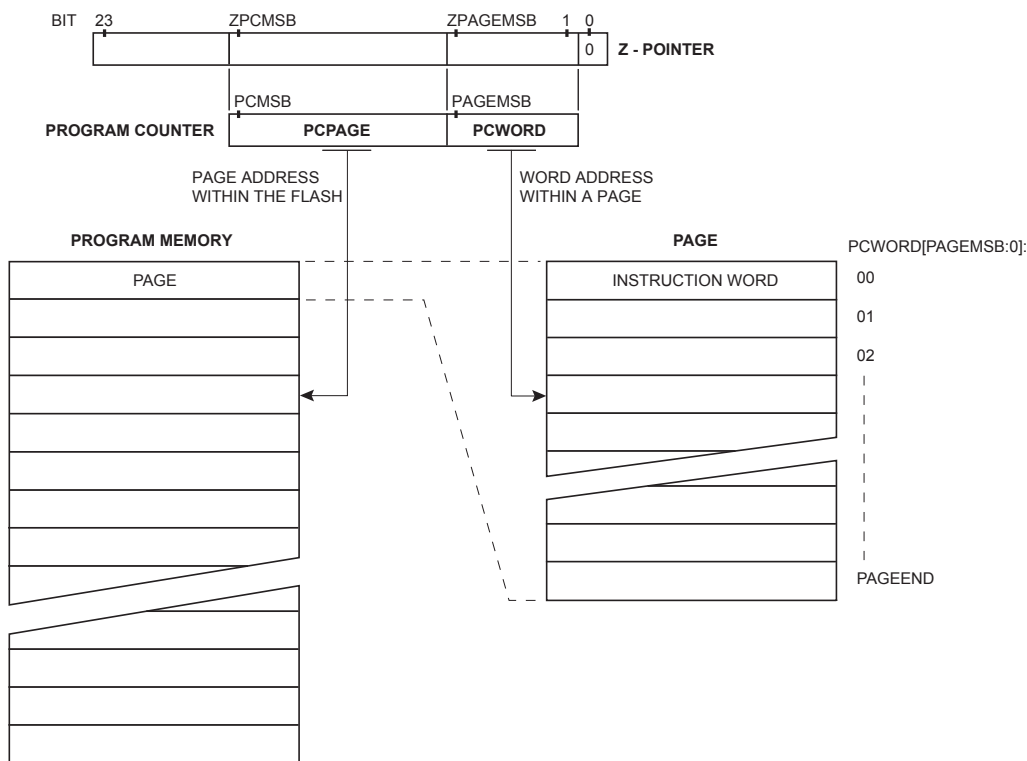 BIT 23 ZPCMSB ZPAGEMSB 1 0
0 Z - POINTER
PCMSB PAGEMSB
PROGRAM COUNTER PCPAGE PCWORD
PAGE ADDRESS
WITHIN THE FLASH
WORD ADDRESS
WITHIN A PAGE
PROGRAM MEMORY PAGE PCWORD[PAGEMSB:0]:
PAGE INSTRUCTION WORD 00
01
02
PAGEEND